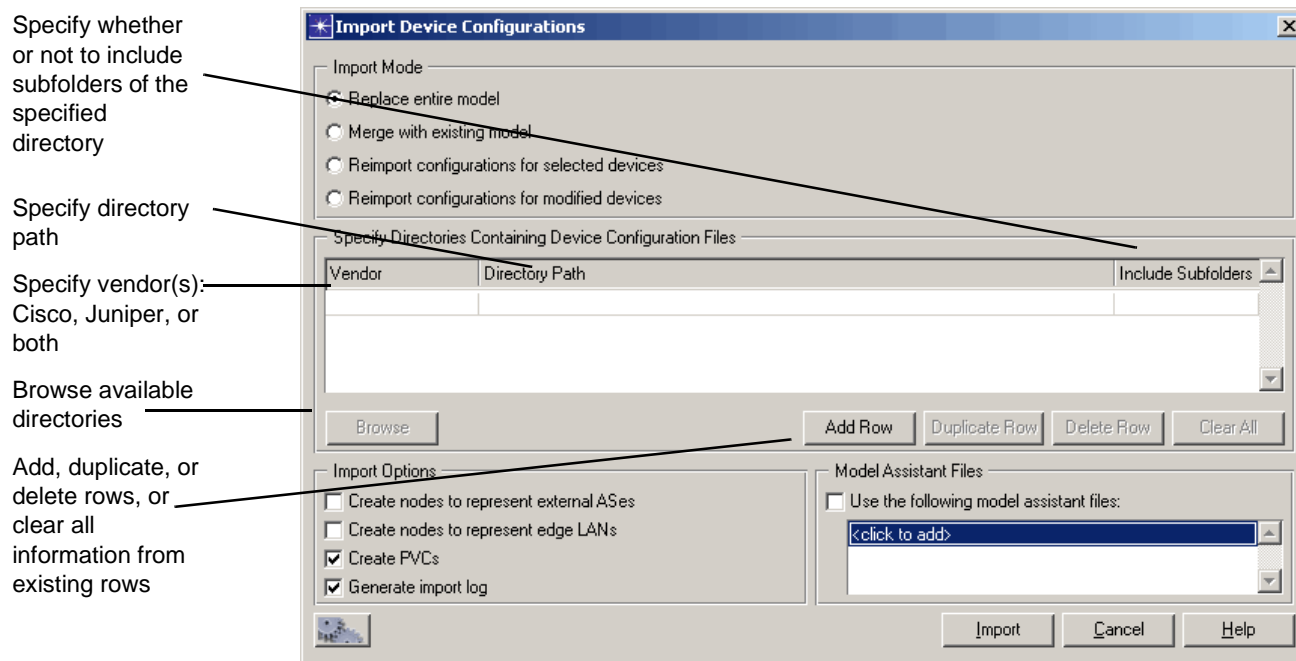 Specify whether
or not to include
subfolders of the
specified
directory
Specify directory
path
Specify vendor(s):
Cisco, Juniper, or
both
Browse available
directories
Add, duplicate, or
delete rows, or
clear all
information from
existing rows
Import Device Configurations
Import Mode
Replace entire model
Merge with existing model
Reimport configurations for selected devices
Reimport configurations for modified devices
Specify Directories Containing Device Configuration Files
Vendor Directory Path Include Subfolders
Browse Add Row Duplicate Row Delete Row Clear All
Import Options
Create nodes to represent external ASes
Create nodes to represent edge LANs
Create PVCs
Generate import log
Model Assistant Files
Use the following model assistant files:
<click to add>
Import Cancel Help